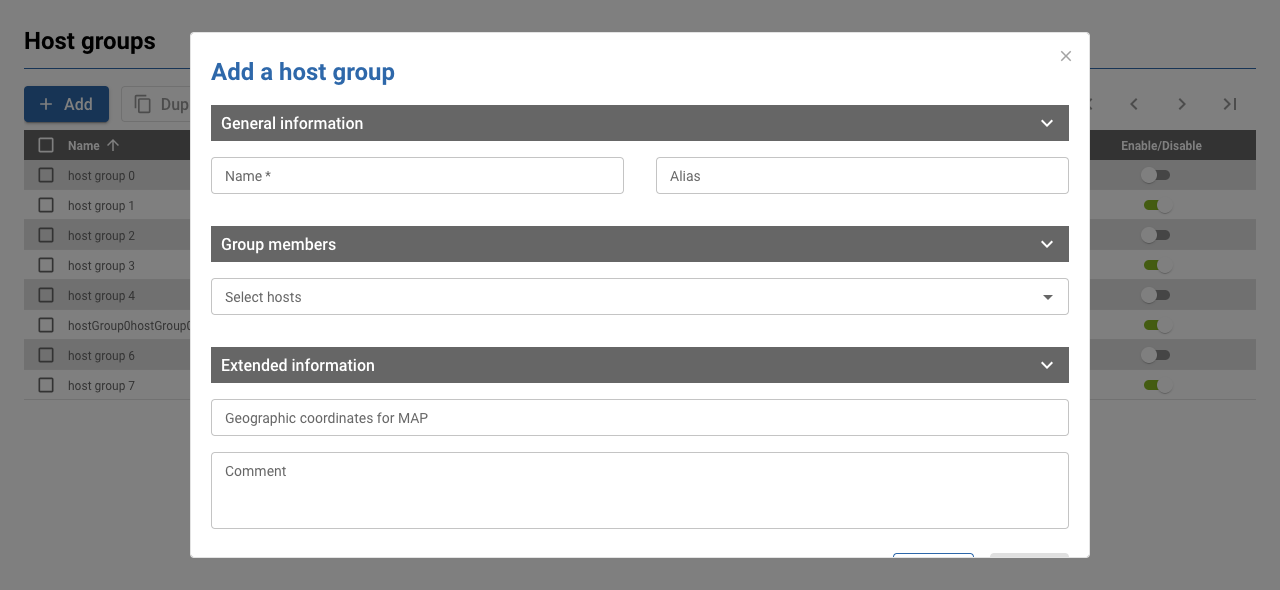 Host groups
Add a host group
Add
Dup
General information
Name *
Alias
Name
Enable/Disable
host group 0
host group 1
host group 2
host group 3
host group 4
hostGroup0hostGroup0
host group 6
host group 7
Group members
Select hosts
Extended information
Geographic coordinates for MAP
Comment